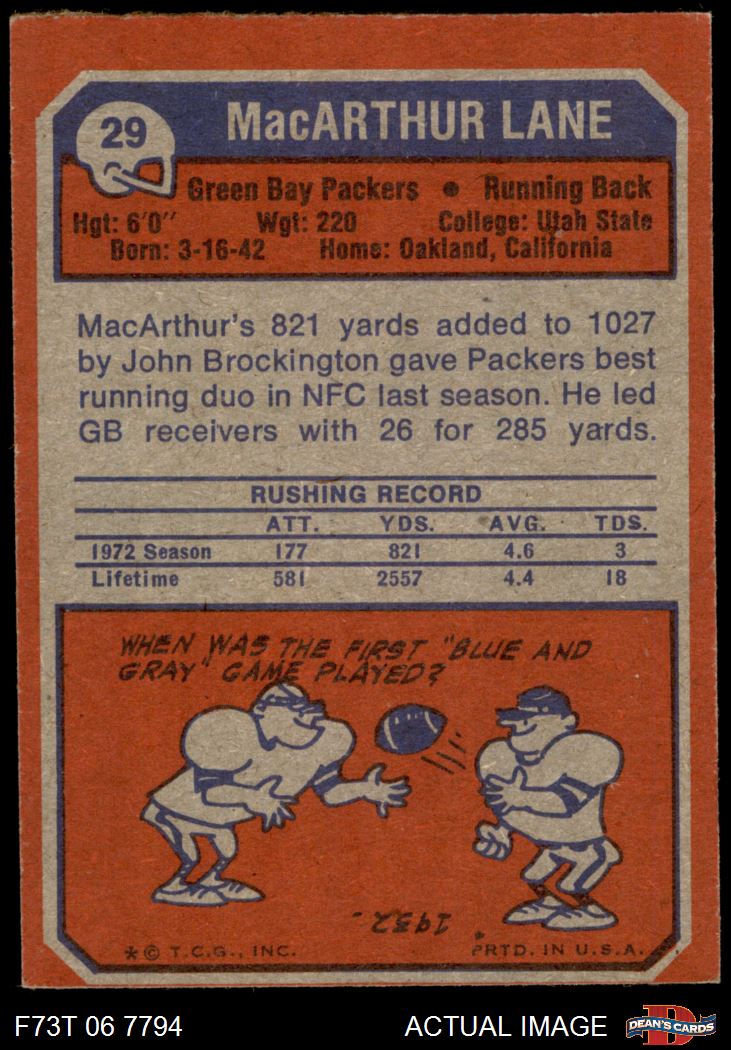 29
MacARTHUR LANE
Green Bay Packers • Running Back
Hgt: 6'0" Wgt: 220 College: Utah State
Born: 3-16-42 Home: Oakland, California
MacArthur's 821 yards added to 1027
by John Brockington gave Packers best
running duo in NFC last season. He led
GB receivers with 26 for 285 yards.
RUSHING RECORD
ATT. YDS. AVG. TDS.
1972 Season 177 821 4.6 3
Lifetime 581 2557 4.4 18
WHEN WAS THE FIRST "BLUE AND
GRAY" GAME PLAYED?
1932.
* © T.C.G., INC. *PRTD. IN U.S.A.
F73T 06 7794 ACTUAL IMAGE D DEAN'S CARDS